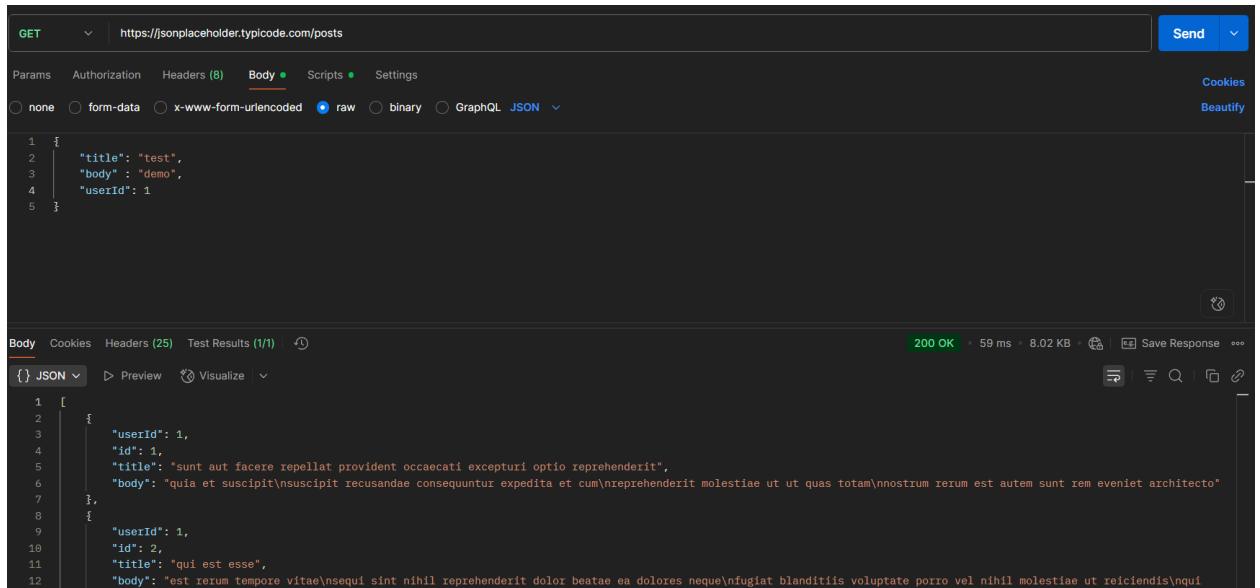 GET https://jsonplaceholder.typicode.com/posts Send
Params Authorization Headers (8) Body Scripts Settings Cookies
none form-data x-www-form-urlencoded raw binary GraphQL JSON Beautify
1 {
2 "title": "test",
3 "body" : "demo",
4 "userId": 1
5 }
Body Cookies Headers (25) Test Results (1/1) 200 OK • 59 ms • 8.02 KB • e.g. Save Response
{} JSON Preview Visualize
1 [
2 {
3 "userId": 1,
4 "id": 1,
5 "title": "sunt aut facere repellat provident occaecati excepturi optio reprehenderit",
6 "body": "quia et suscipit\nsuscipit recusandae consequuntur expedita et cum\nreprehenderit molestiae ut ut quas totam\nnostrum rerum est autem sunt rem eveniet architecto"
7 },
8 {
9 "userId": 1,
10 "id": 2,
11 "title": "qui est esse",
12 "body": "est rerum tempore vitae\nsequi sint nihil reprehenderit dolor beatae ea dolores neque\nfugiat blanditiis voluptate porro vel nihil molestiae ut reiciendis\nqui